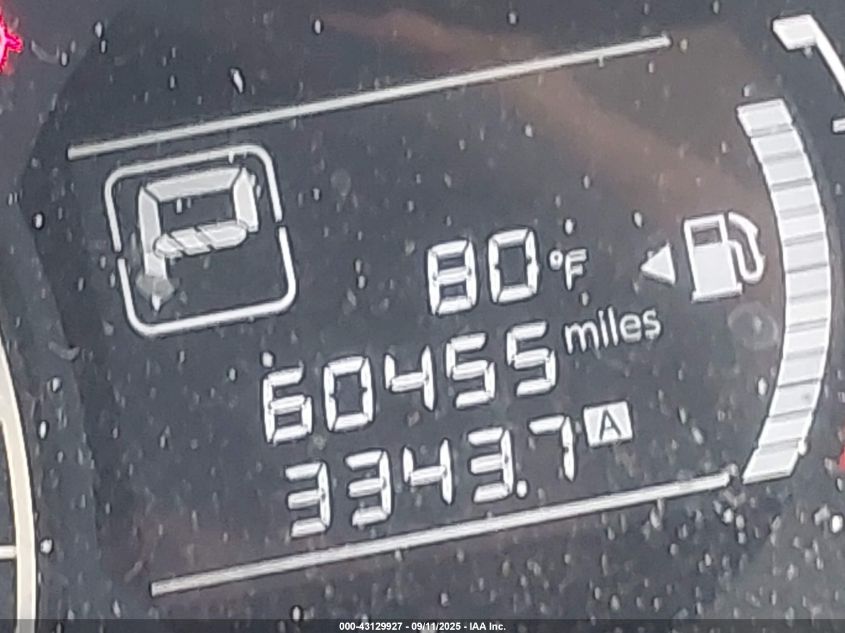 P
80°F
60455 miles
3343.7 A
000-43129927 - 09/11/2025 - IAA Inc.